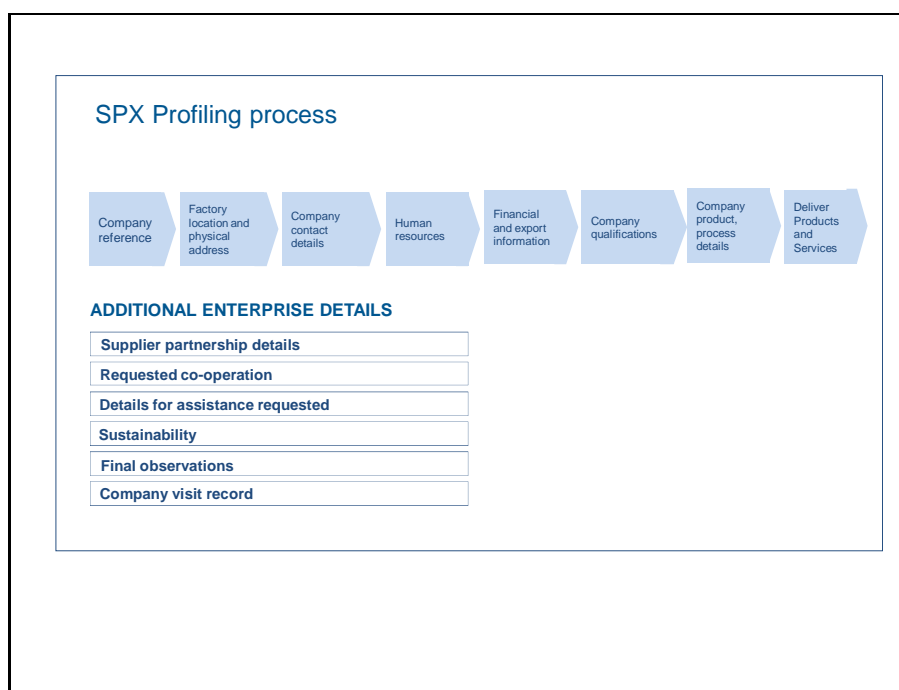 SPX Profiling process
Company
reference
Factory
location and
physical
address
Company
contact
details
Human
resources
Financial
and export
information
Company
qualifications
Company
product,
process
details
Deliver
Products
and
Services
ADDITIONAL ENTERPRISE DETAILS
Supplier partnership details
Requested co-operation
Details for assistance requested
Sustainability
Final observations
Company visit record